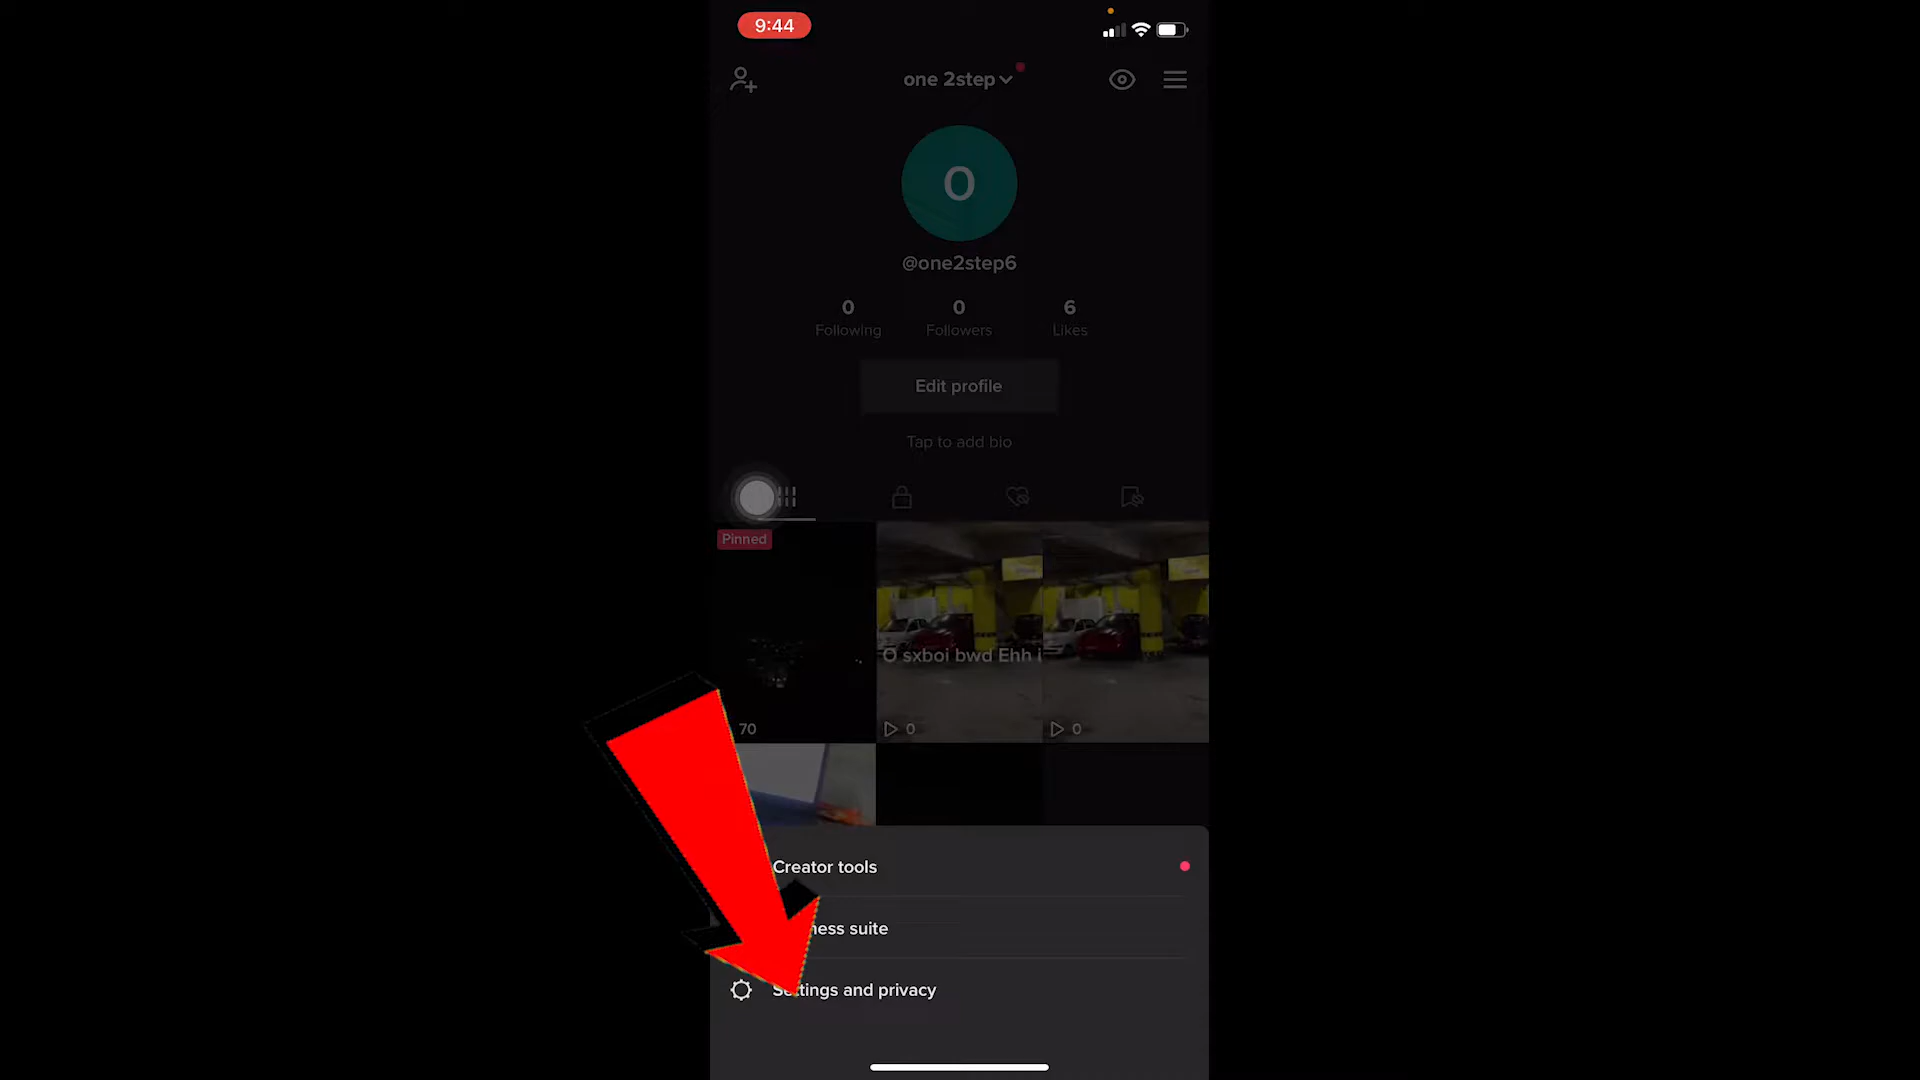 9:44
one 2step
O
@one2step6
0
Following
0
Followers
6
Likes
Edit profile
Tap to add bio
Pinned
O sxboi bwd Ehh i
70
0
0
Creator tools
ness suite
Settings and privacy